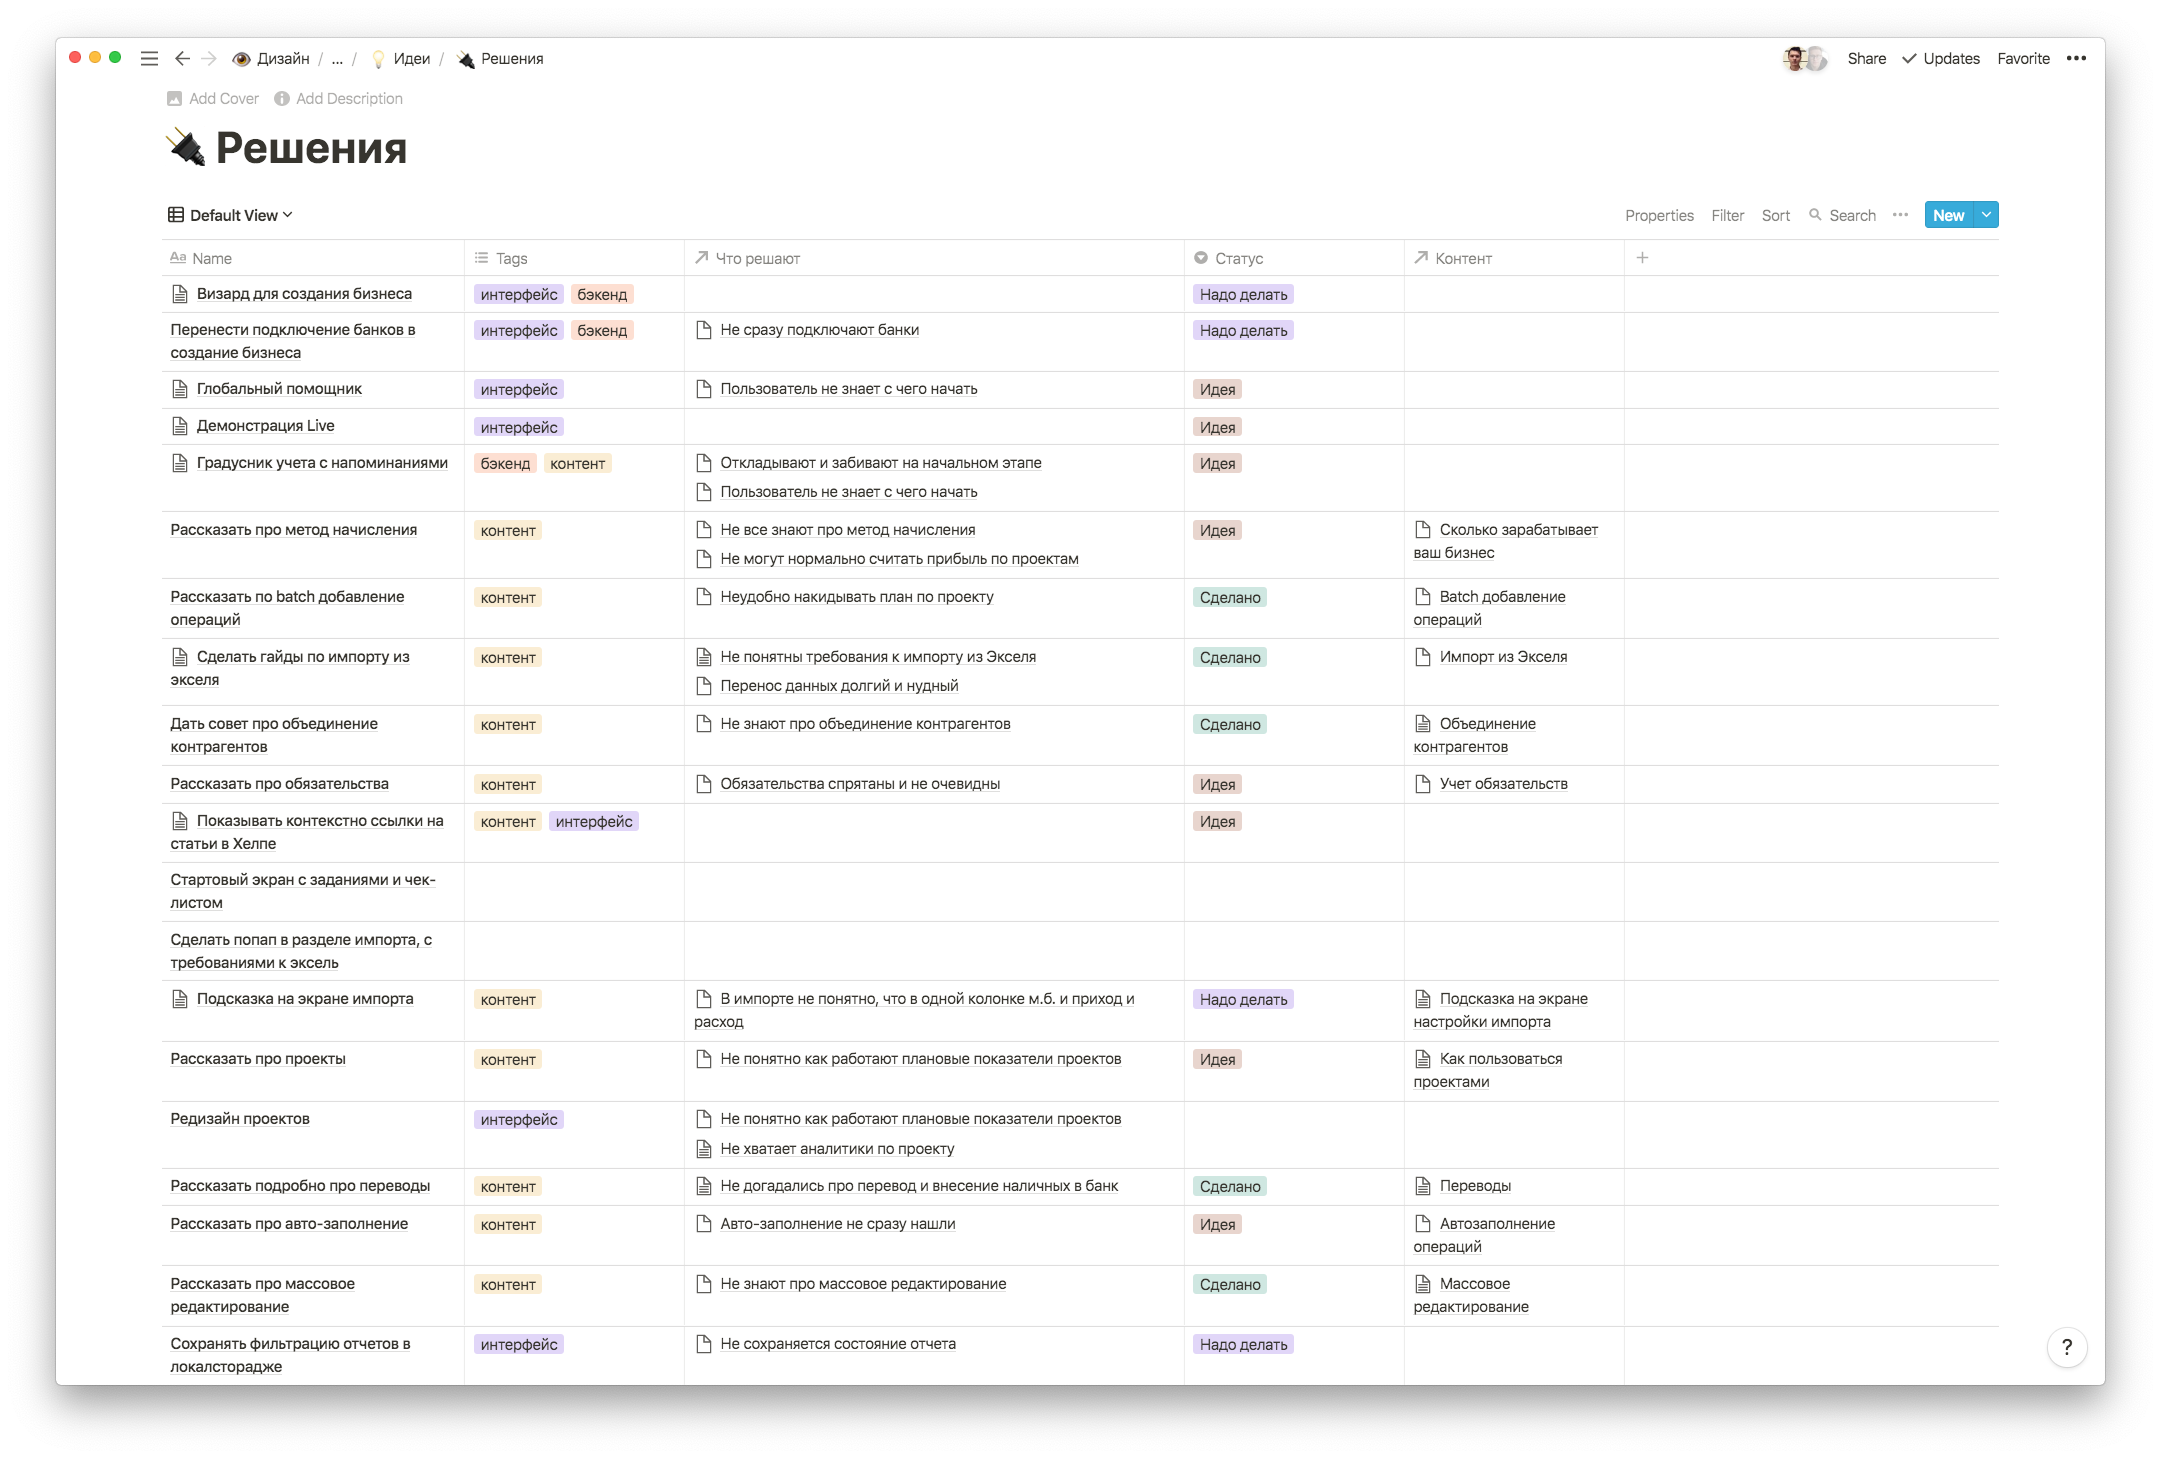 Дизайн / ... / Идеи / Решения
Share Updates Favorite •••
Add Cover Add Description
Решения
Default View
Properties Filter Sort Search ••• New
Aa Name Tags Что решают Статус Контент +
Визард для создания бизнеса интерфейс бэкенд Надо делать
Перенести подключение банков в интерфейс бэкенд Не сразу подключают банки Надо делать
создание бизнеса
Глобальный помощник интерфейс Пользователь не знает с чего начать Идея
Демонстрация Live интерфейс Идея
Градусник учета с напоминаниями бэкенд контент Откладывают и забивают на начальном этапе Идея
Пользователь не знает с чего начать
Рассказать про метод начисления контент Не все знают про метод начисления Идея Сколько зарабатывает
ваш бизнес
Не могут нормально считать прибыль по проектам
Рассказать по batch добавление контент Неудобно накидывать план по проекту Сделано Batch добавление
операций операций
Сделать гайды по импорту из контент Не понятны требования к импорту из Экселя Сделано Импорт из Экселя
экселя Перенос данных долгий и нудный
Дать совет про объединение контент Не знают про объединение контрагентов Сделано Объединение
контрагентов контрагентов
Рассказать про обязательства контент Обязательства спрятаны и не очевидны Идея Учет обязательств
Показывать контекстно ссылки на контент интерфейс Идея
статьи в Хелпе
Стартовый экран с заданиями и чек-
листом
Сделать попап в разделе импорта, с
требованиями к эксель
Подсказка на экране импорта контент В импорте не понятно, что в одной колонке м.б. и приход и Надо делать Подсказка на экране
расход настройки импорта
Рассказать про проекты контент Не понятно как работают плановые показатели проектов Идея Как пользоваться
проектами
Редизайн проектов интерфейс Не понятно как работают плановые показатели проектов
Не хватает аналитики по проекту
Рассказать подробно про переводы контент Не догадались про перевод и внесение наличных в банк Сделано Переводы
Рассказать про авто-заполнение контент Авто-заполнение не сразу нашли Идея Автозаполнение
операций
Рассказать про массовое контент Не знают про массовое редактирование Сделано Массовое
редактирование редактирование
Сохранять фильтрацию отчетов в интерфейс Не сохраняется состояние отчета Надо делать
локалсторадже
?